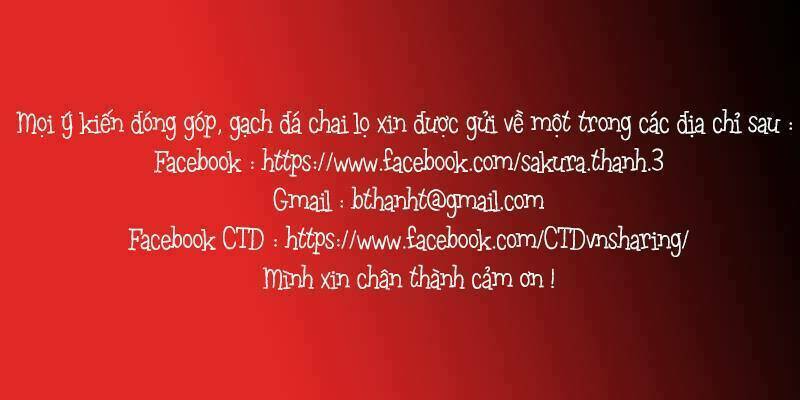 Mọi ý kiến đóng góp, gạch đá chai lọ xin được gửi về một trong các địa chỉ sau :
Facebook : https://www.facebook.com/sakura.thanh.3
Gmail : bthanht@gmail.com
Facebook CTD : https://www.facebook.com/CTDvnsharing/
Mình xin chân thành cảm ơn !